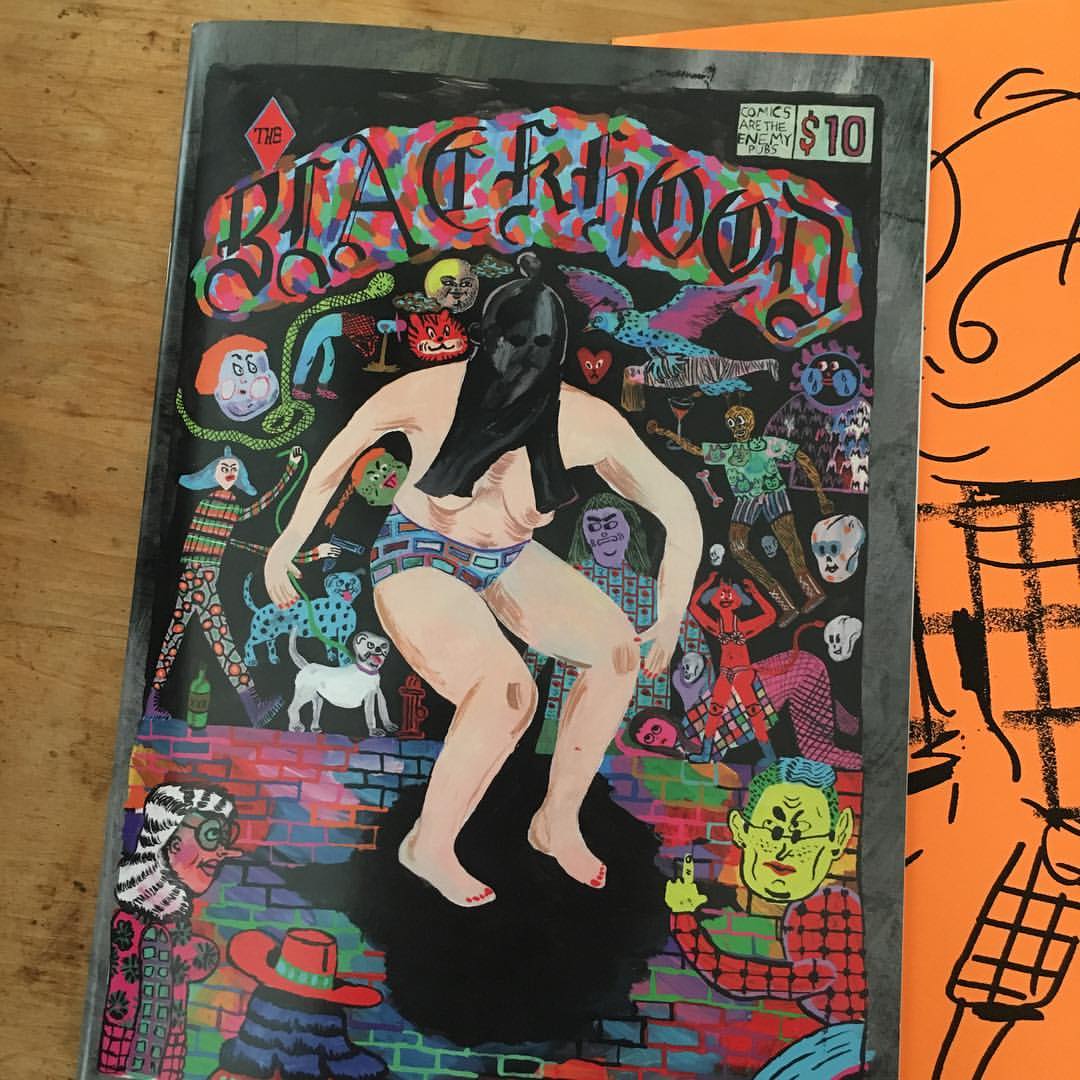 THE
BlACkhooD
COMICS
ARE THE
ENEMY
PUBS
$10